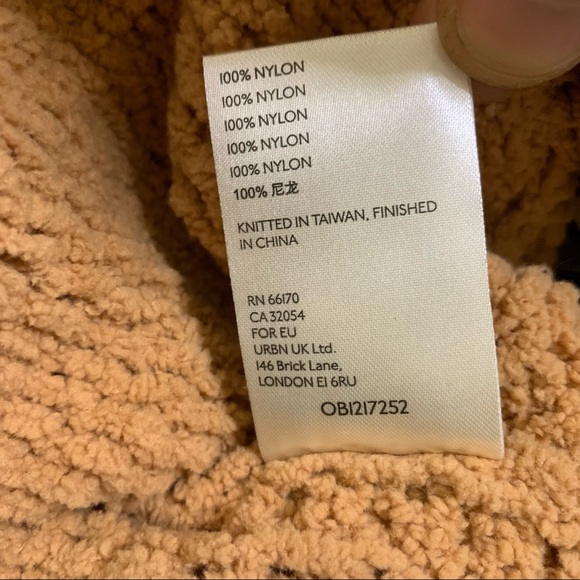 100% NYLON
100% NYLON
100% NYLON
100% NYLON
100% NYLON
100% 尼龙
KNITTED IN TAIWAN, FINISHED
IN CHINA
RN 66170
CA 32054
FOR EU
URBN UK Ltd.
146 Brick Lane,
LONDON E1 6RU
OB1217252